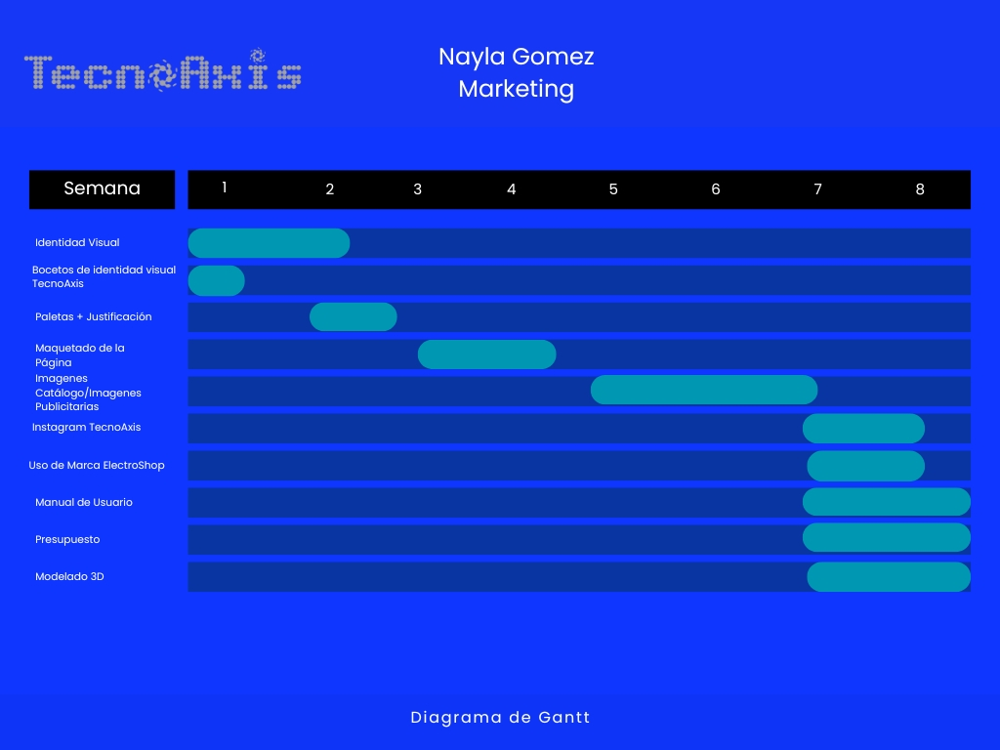 TecnoAxis
Nayla Gomez
Marketing
Semana 1 2 3 4 5 6 7 8
Identidad Visual
Bocetos de identidad visual
TecnoAxis
Paletas + Justificación
Maquetado de la
Página
Imagenes
Catálogo/Imagenes
Publicitarias
Instagram TecnoAxis
Uso de Marca ElectroShop
Manual de Usuario
Presupuesto
Modelado 3D
Diagrama de Gantt